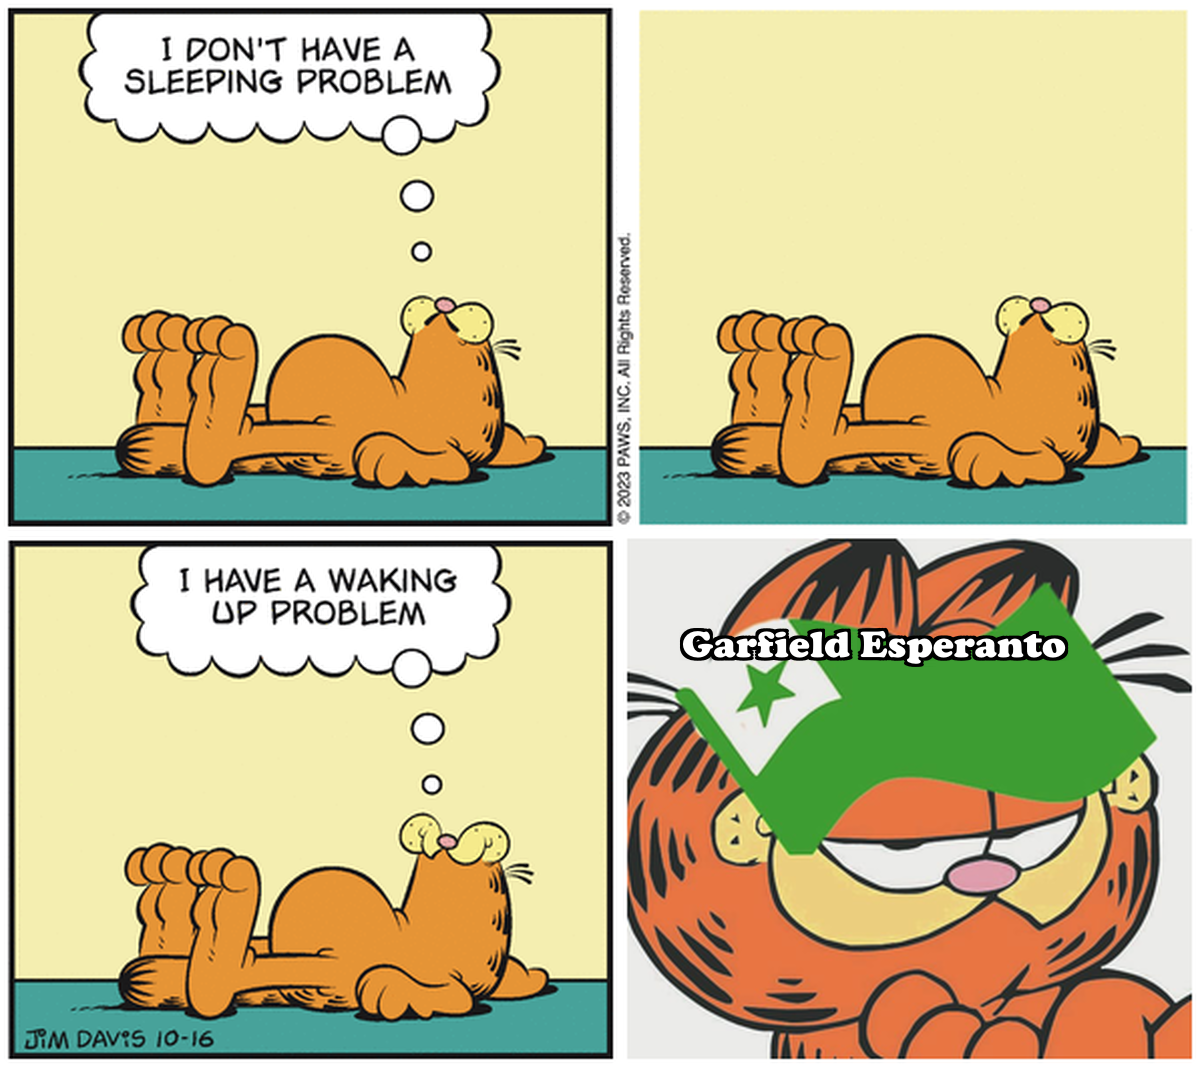 I DON'T HAVE A
SLEEPING PROBLEM
© 2023 PAWS, INC. All Rights Reserved.
I HAVE A WAKING
UP PROBLEM
JiM DAViS 10-16
Garfield Esperanto